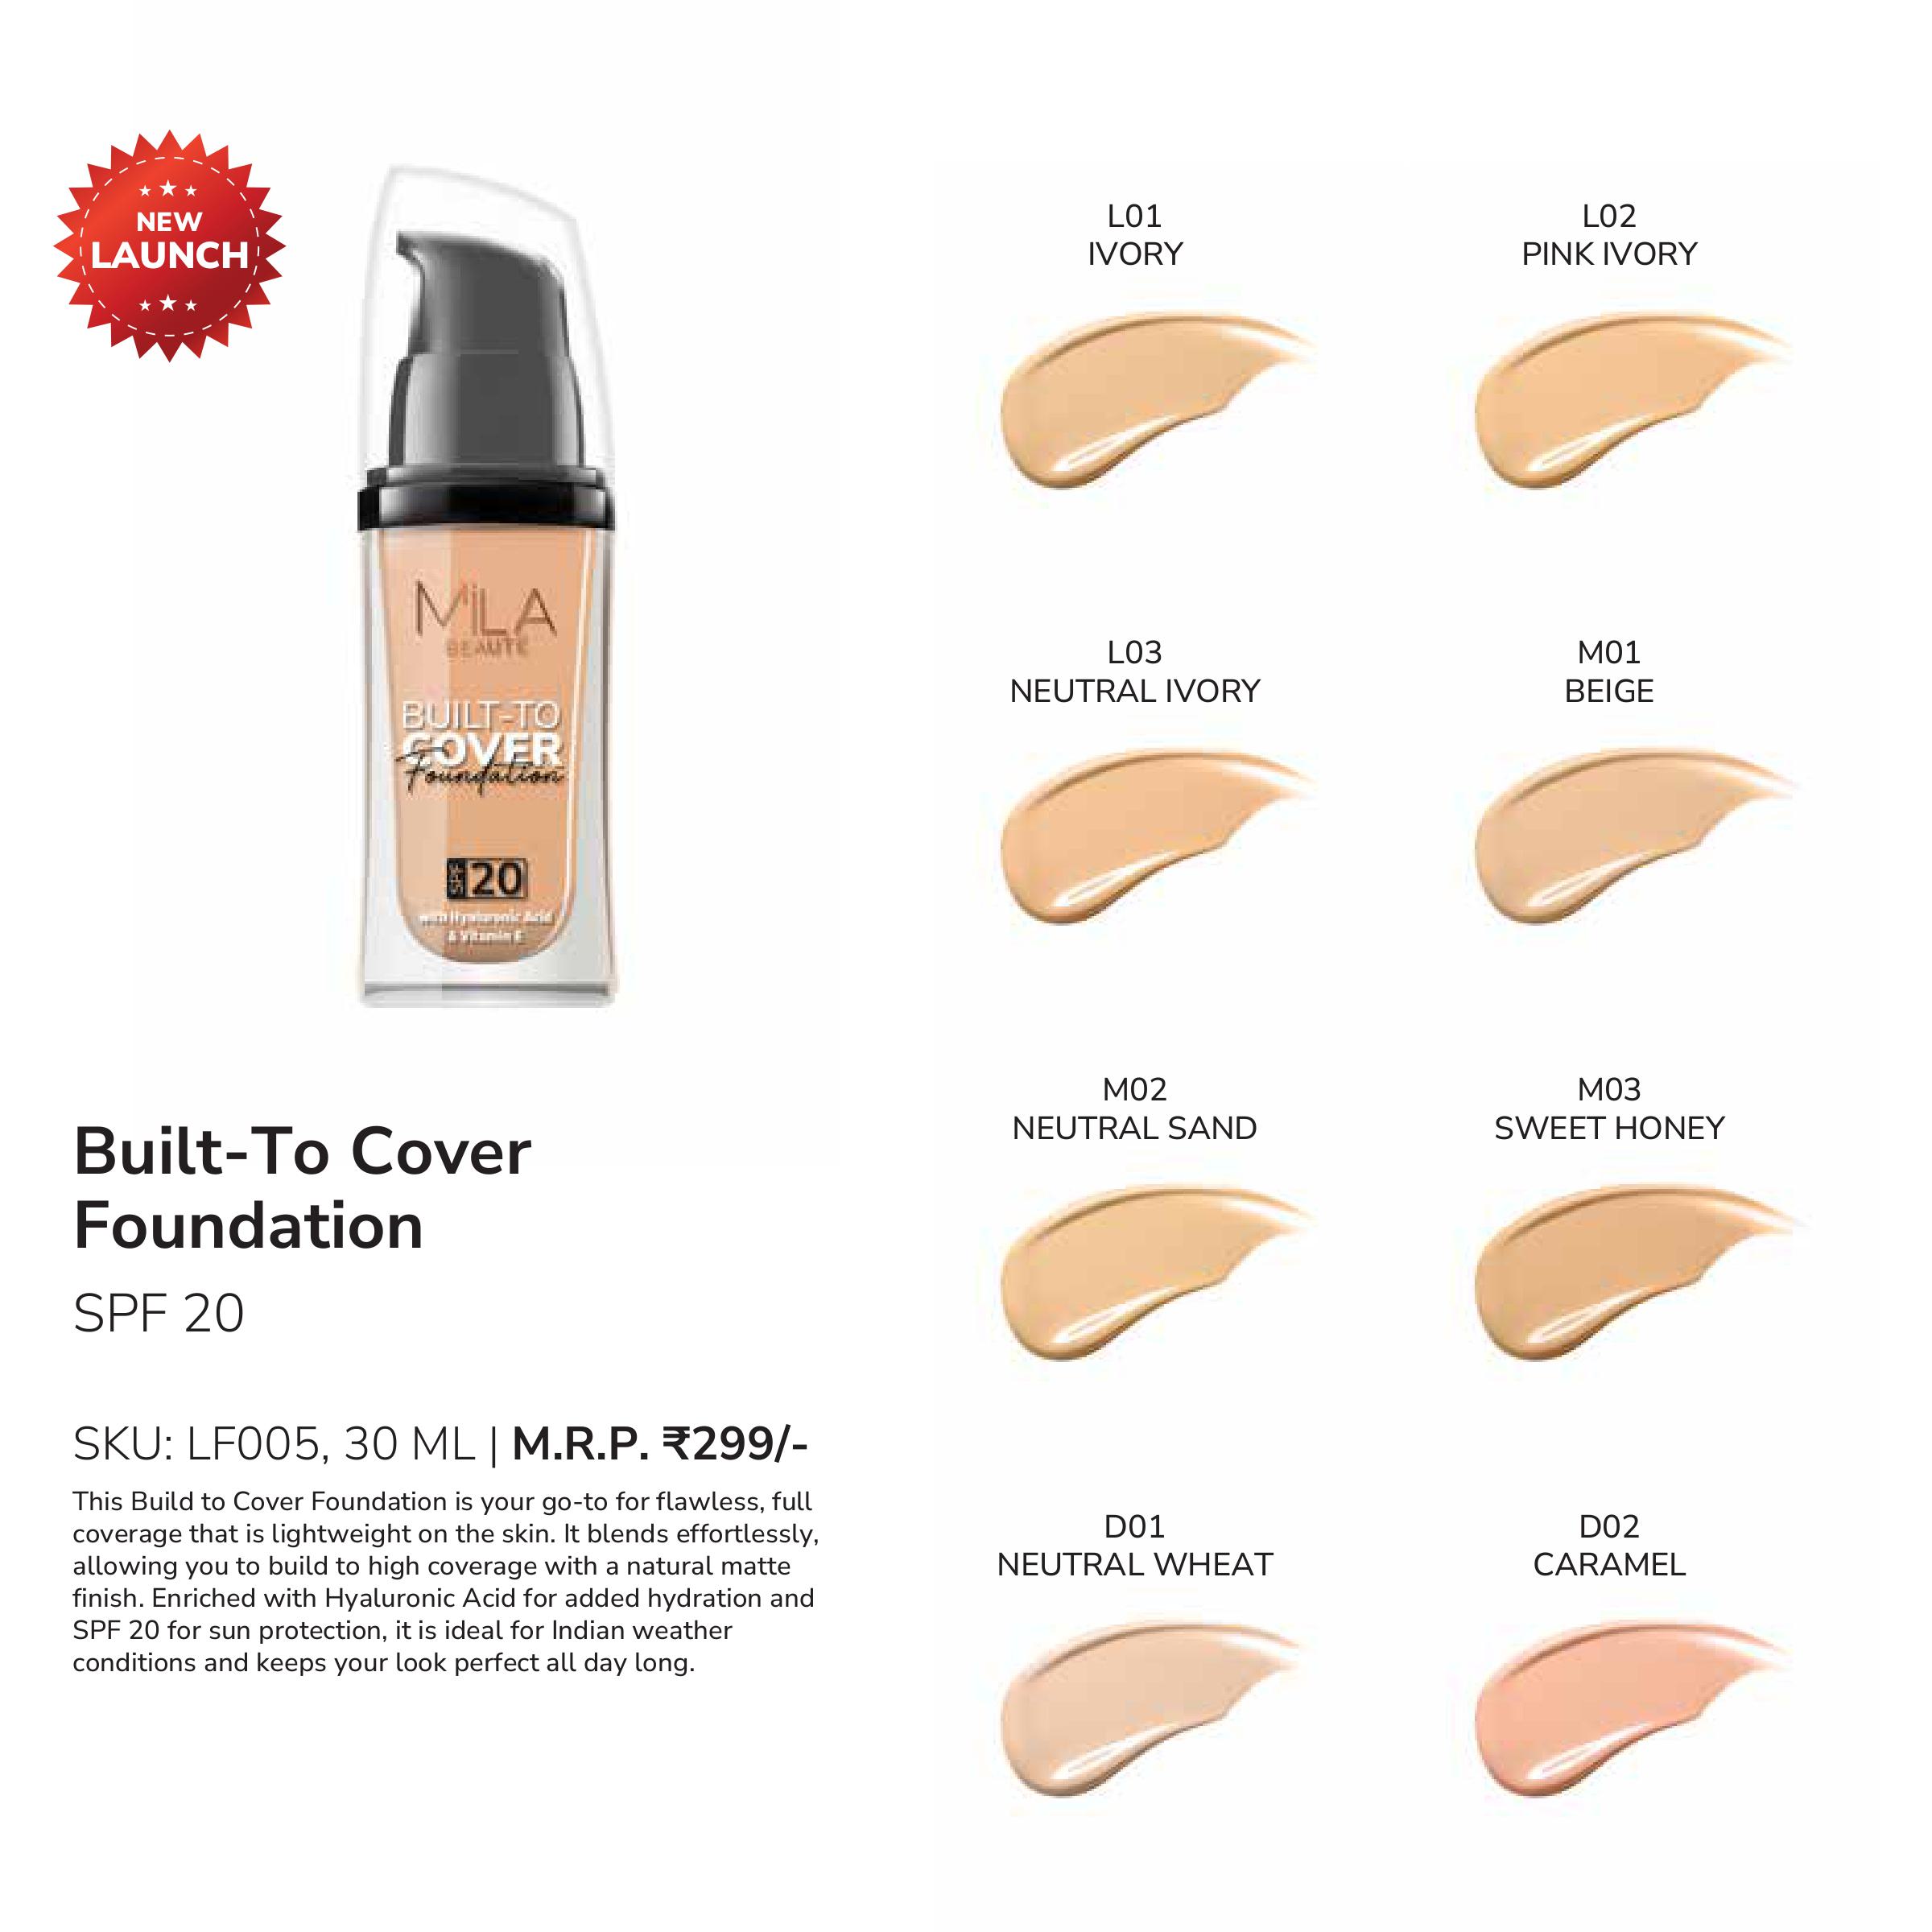 NEW
LAUNCH
MILA
BEAUTE
BUILT-TO
COVER
Foundation
SPF 20
with Hyaluronic Acid
& Vitamin E
Built-To Cover
Foundation
SPF 20
SKU: LF005, 30 ML | M.R.P. ₹299/-
This Build to Cover Foundation is your go-to for flawless, full
coverage that is lightweight on the skin. It blends effortlessly,
allowing you to build to high coverage with a natural matte
finish. Enriched with Hyaluronic Acid for added hydration and
SPF 20 for sun protection, it is ideal for Indian weather
conditions and keeps your look perfect all day long.
L01
IVORY
L02
PINK IVORY
L03
NEUTRAL IVORY
M01
BEIGE
M02
NEUTRAL SAND
M03
SWEET HONEY
D01
NEUTRAL WHEAT
D02
CARAMEL